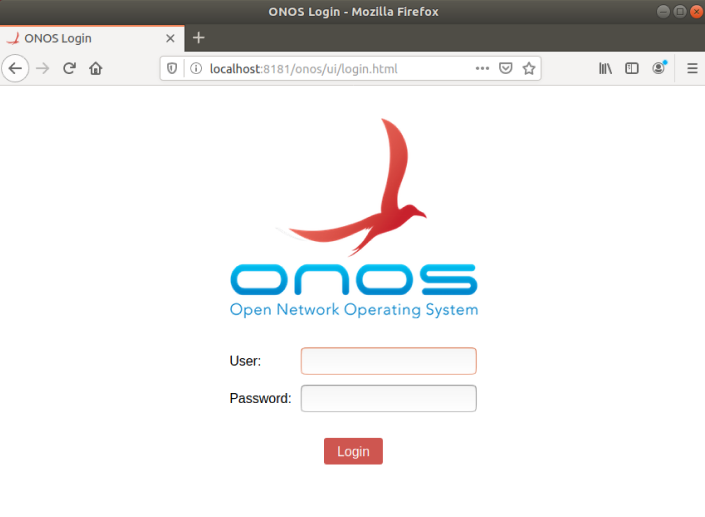 ONOS Login - Mozilla Firefox
ONOS Login
localhost:8181/onos/ui/login.html
onos
Open Network Operating System
User:
Password:
Login